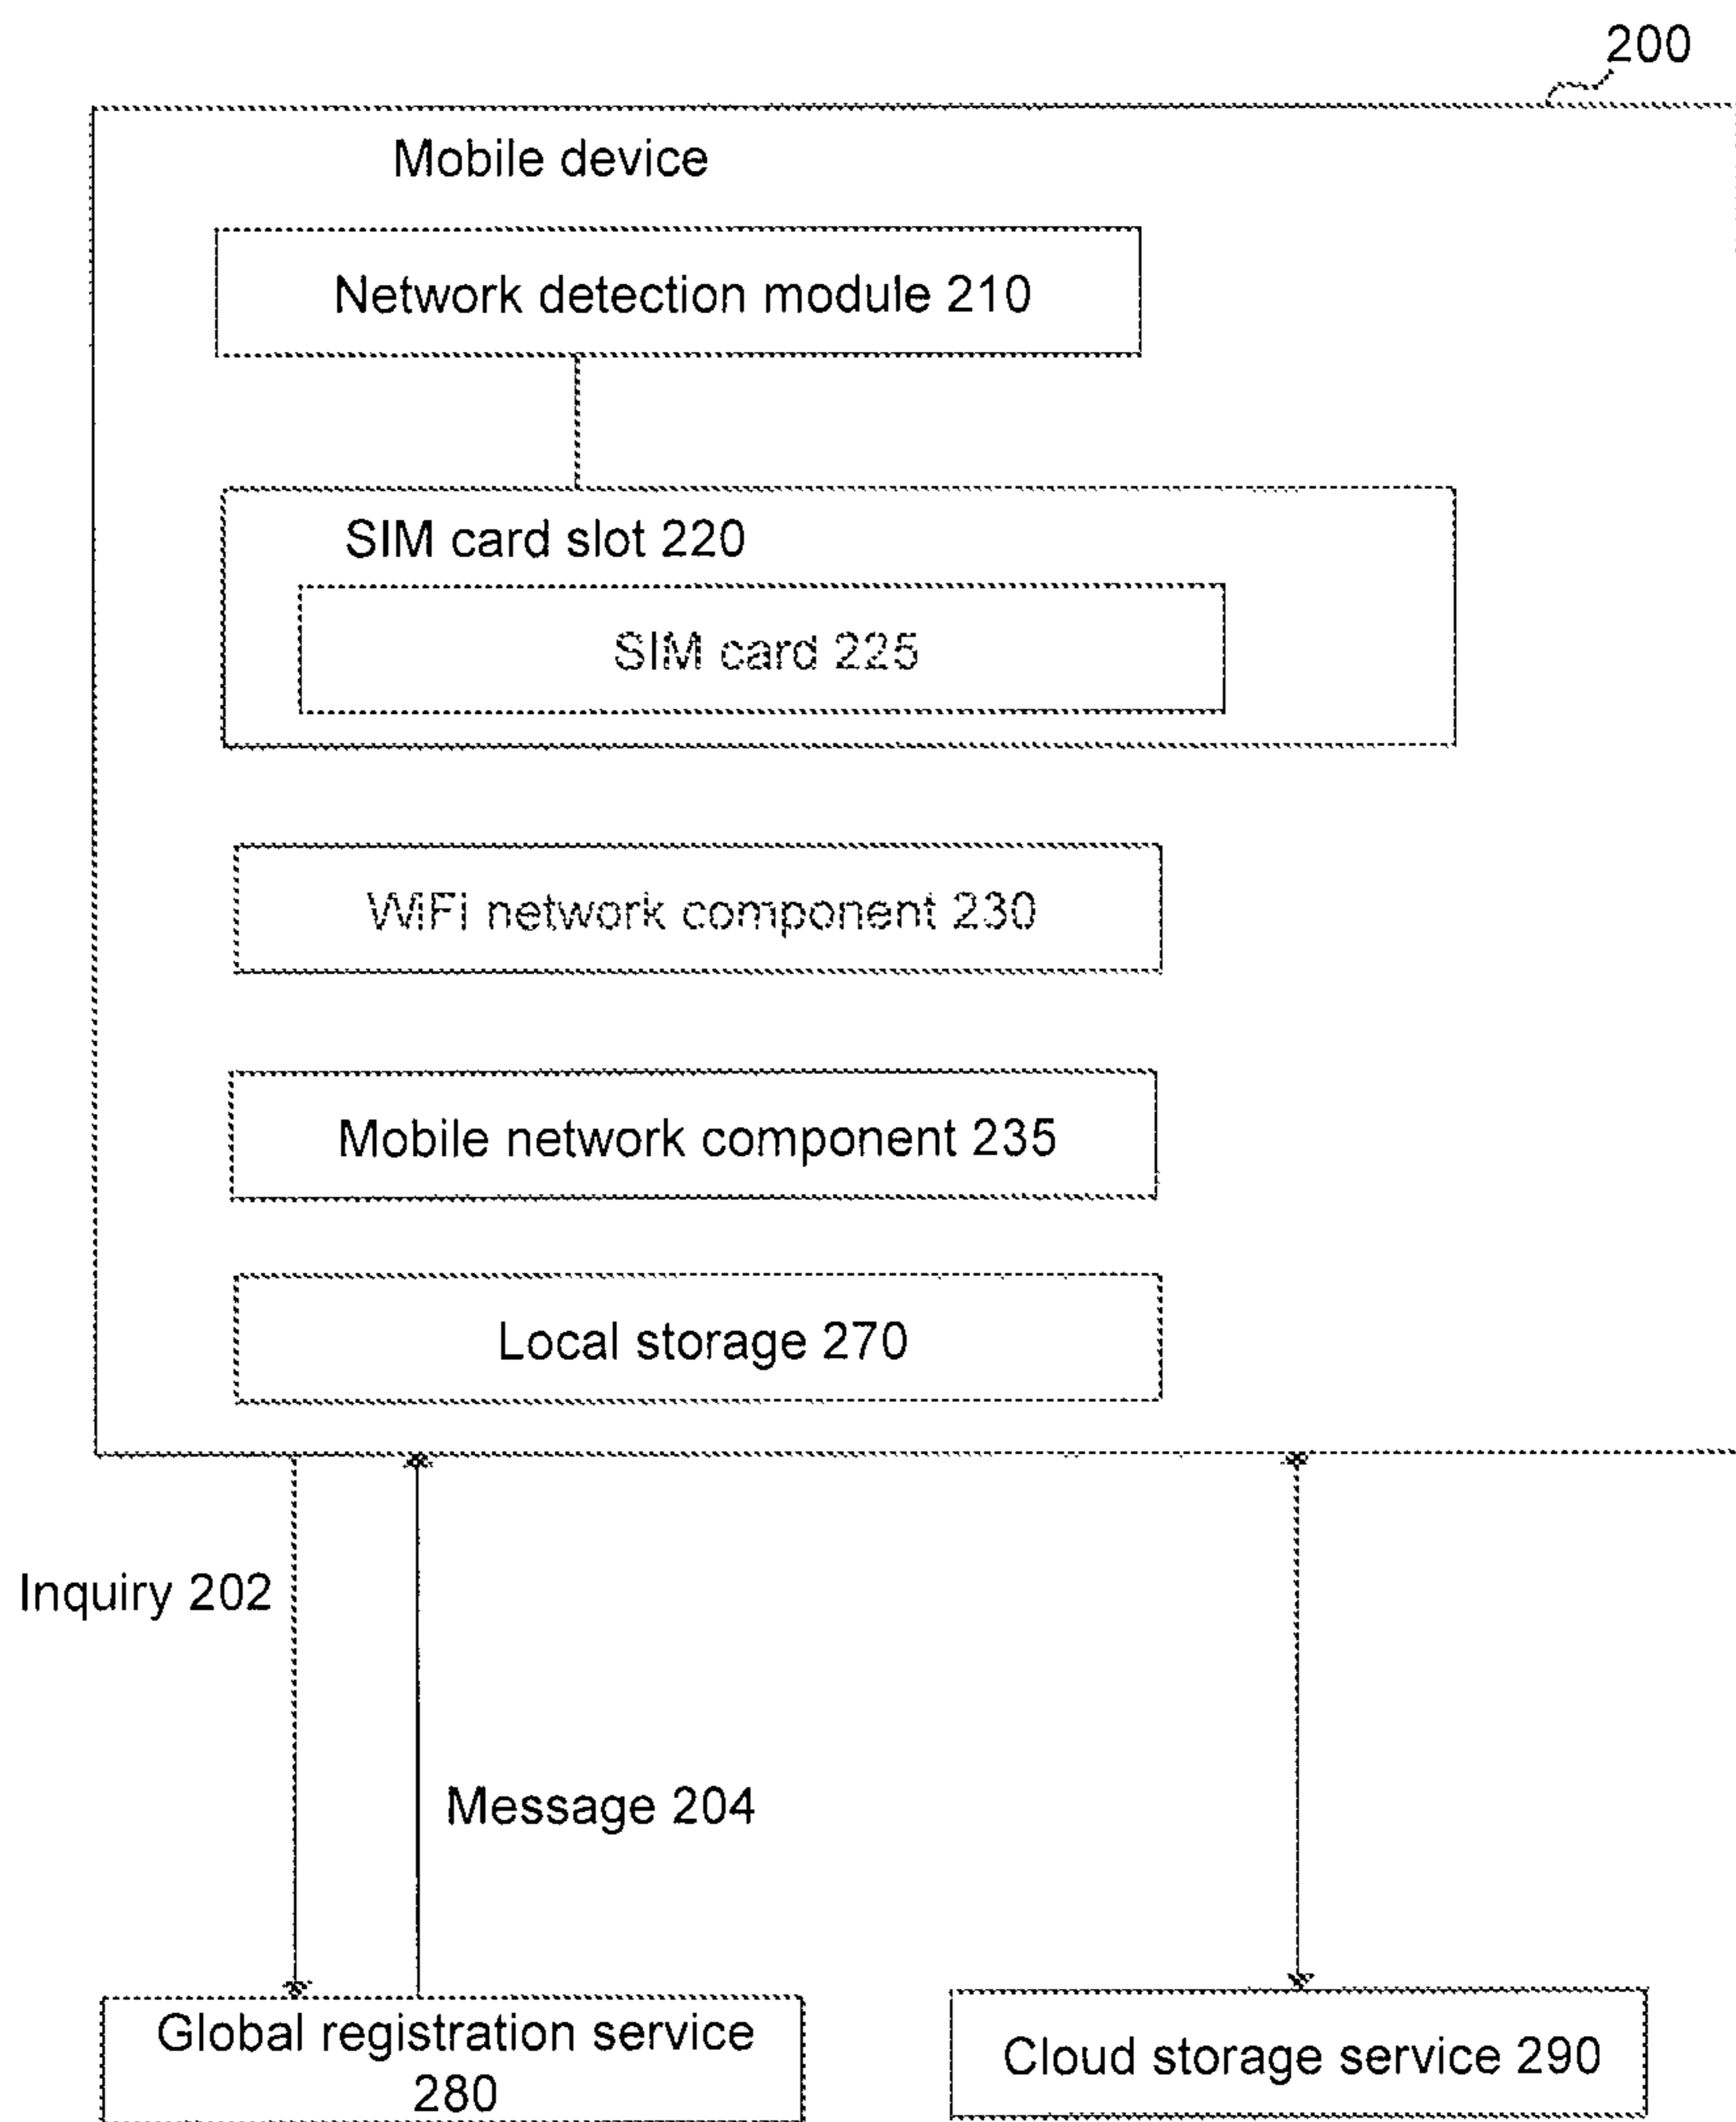 200
Mobile device
Network detection module 210
SIM card slot 220
SIM card 225
WiFi network component 230
Mobile network component 235
Local storage 270
Inquiry 202
Message 204
Global registration service
280
Cloud storage service 290